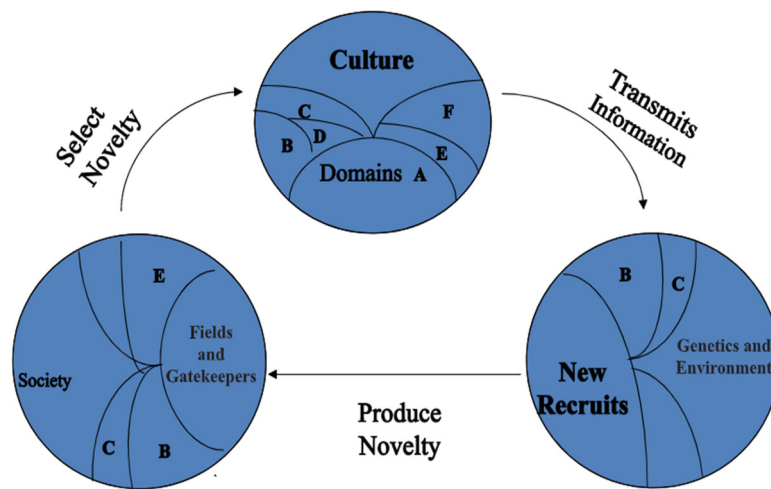 Culture
C
F
D
B
E
Domains A
Select
Novelty
Transmits
Information
E
Fields
and
Gatekeepers
Society
C
B
B
C
Genetics and
Environment
New
Recruits
Produce
Novelty